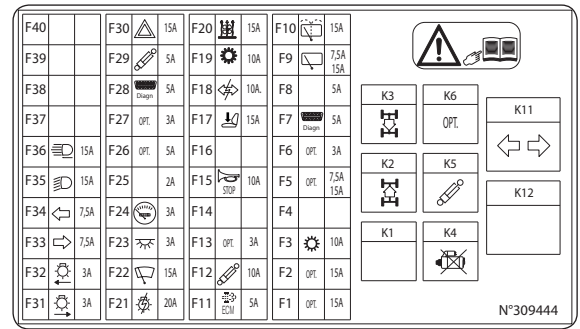 F40 F30 15A F20 15A F10 15A
F39 F29 5A F19 10A F9 7,5A 15A
F38 F28 Diagn 5A F18 10A. F8 5A
F37 F27 OPT. 3A F17 15A F7 Diagn 5A
F36 15A F26 OPT. 5A F16 F6 OPT. 3A
F35 15A F25 2A F15 STOP 10A F5 OPT. 7,5A 15A
F34 7,5A F24 3A F14 F4
F33 7,5A F23 3A F13 OPT. 3A F3 10A
F32 3A F22 15A F12 10A F2 OPT. 15A
F31 3A F21 20A F11 ECM 5A F1 OPT. 15A
K3 K6 K11
OPT.
K2 K5 K12
K1 K4
N°309444